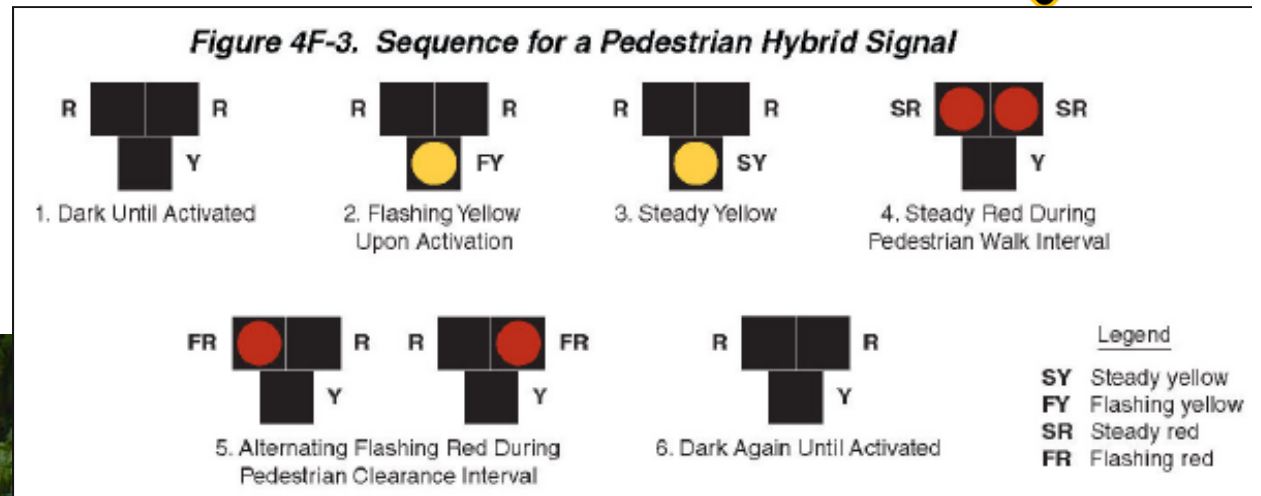 Figure 4F-3. Sequence for a Pedestrian Hybrid Signal
R R R R R R SR SR
Y FY SY Y
1. Dark Until Activated
2. Flashing Yellow
Upon Activation
3. Steady Yellow
4. Steady Red During
Pedestrian Walk Interval
FR R R FR R R
Y Y Y
5. Alternating Flashing Red During
Pedestrian Clearance Interval
6. Dark Again Until Activated
Legend
SY Steady yellow
FY Flashing yellow
SR Steady red
FR Flashing red